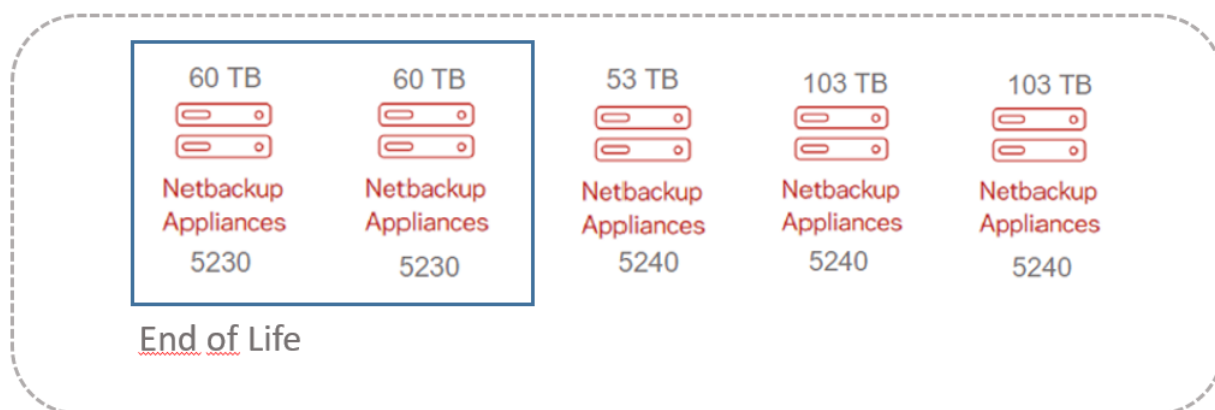 60 TB
Netbackup
Appliances
5230
60 TB
Netbackup
Appliances
5230
53 TB
Netbackup
Appliances
5240
103 TB
Netbackup
Appliances
5240
103 TB
Netbackup
Appliances
5240
End of Life